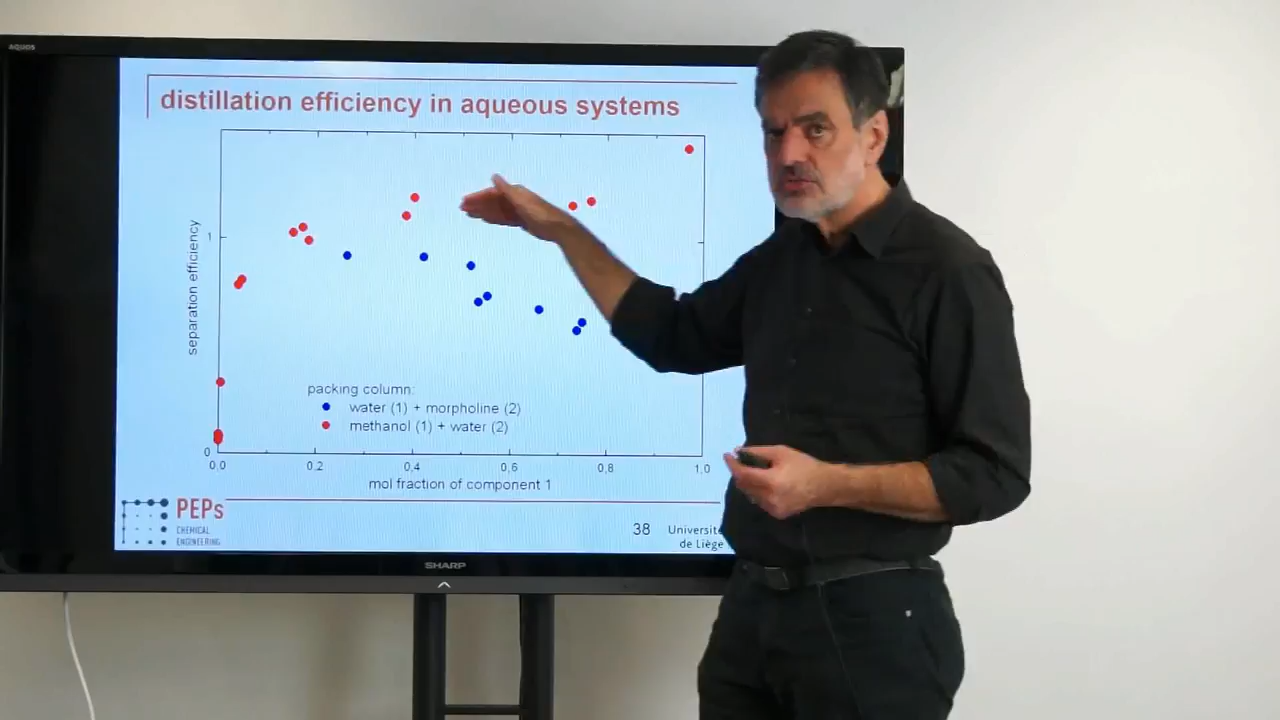 AQUOS
distillation efficiency in aqueous systems
separation efficiency
1
0
packing column:
water (1) + morpholine (2)
methanol (1) + water (2)
0.0 0.2 0,4 0,6 0,8 1,0
mol fraction of component 1
PEPs
CHEMICAL
ENGINEERING
38
Université
de Liège
SHARP